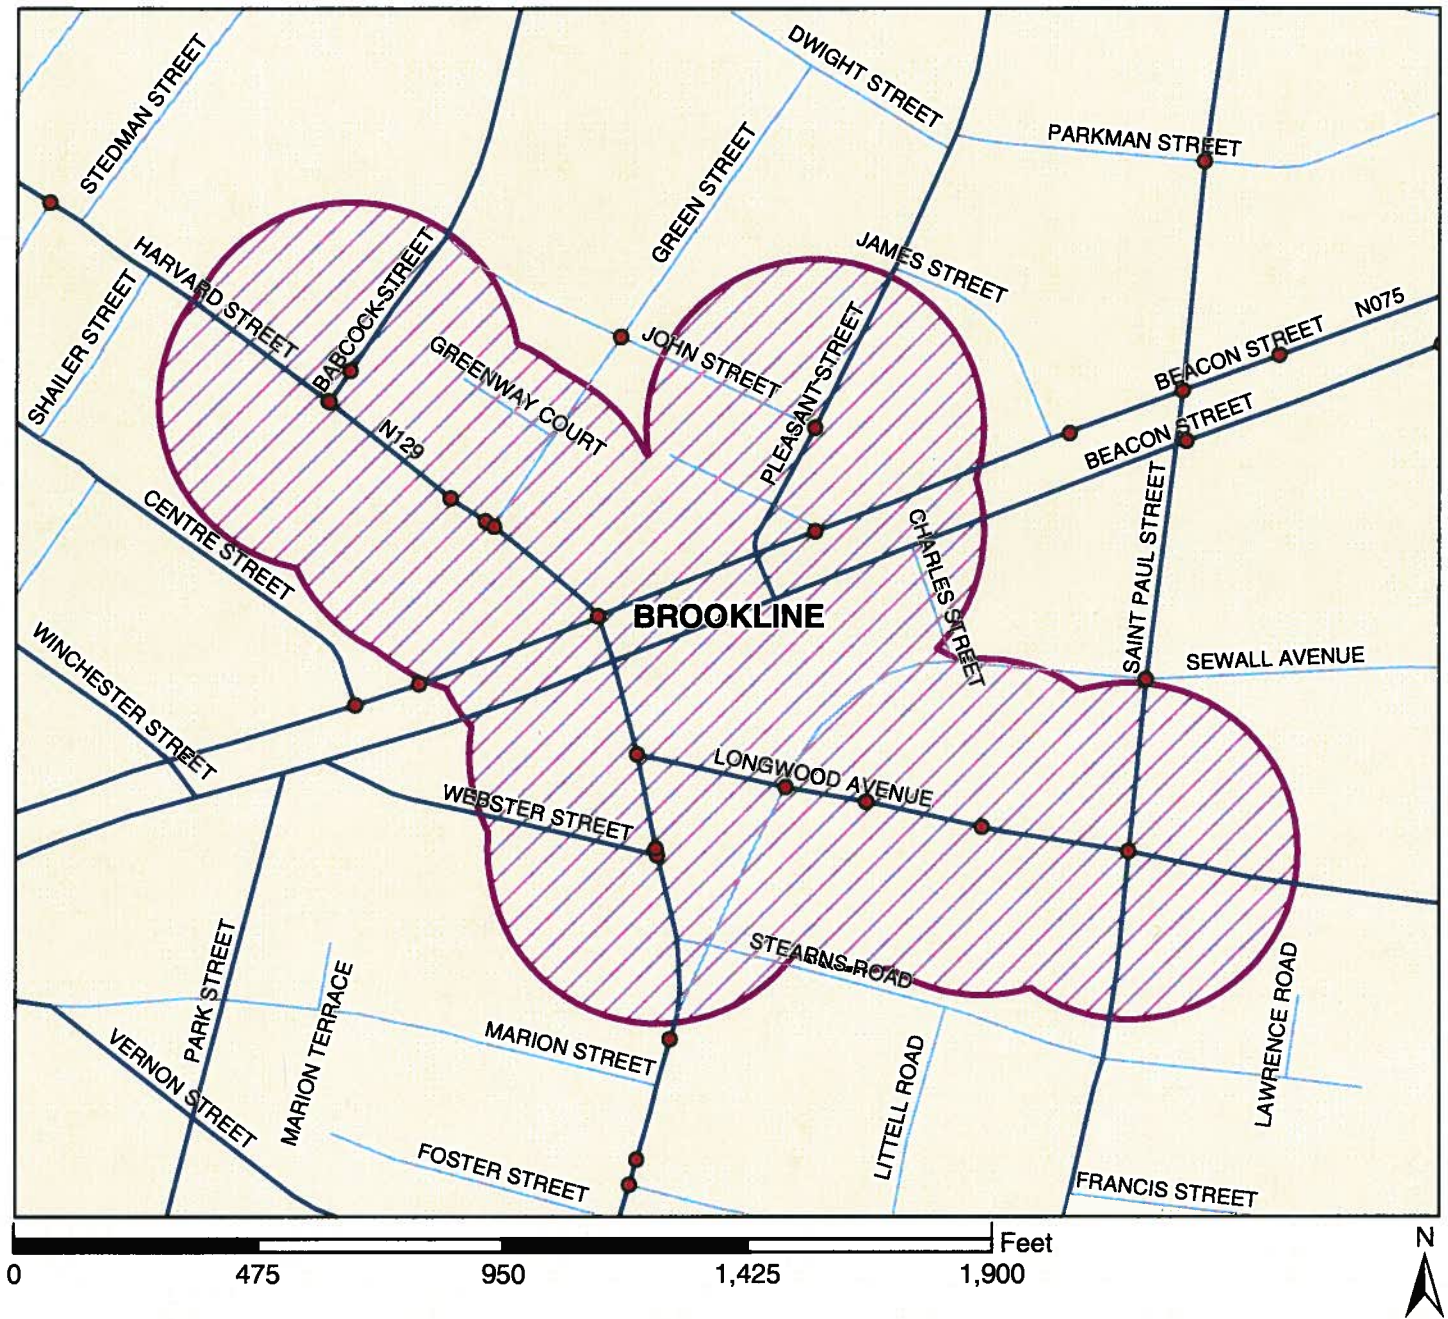 DWIGHT STREET
STEDMAN STREET
PARKMAN STREET
GREEN STREET
HARVARD STREET
BABCOCK STREET
JAMES STREET
SHAILER STREET
N075
BEACON STREET
JOHN STREET
GREENWAY COURT
PLEASANT STREET
BEACON STREET
N129
CENTRE STREET
CHARLES STREET
SAINT PAUL STREET
BROOKLINE
WINCHESTER STREET
SEWALL AVENUE
LONGWOOD AVENUE
WEBSTER STREET
STEARNS ROAD
PARK STREET
MARION TERRACE
LAWRENCE ROAD
VERNON STREET
MARION STREET
LITTELL ROAD
FOSTER STREET
FRANCIS STREET
Feet
N
0 475 950 1,425 1,900